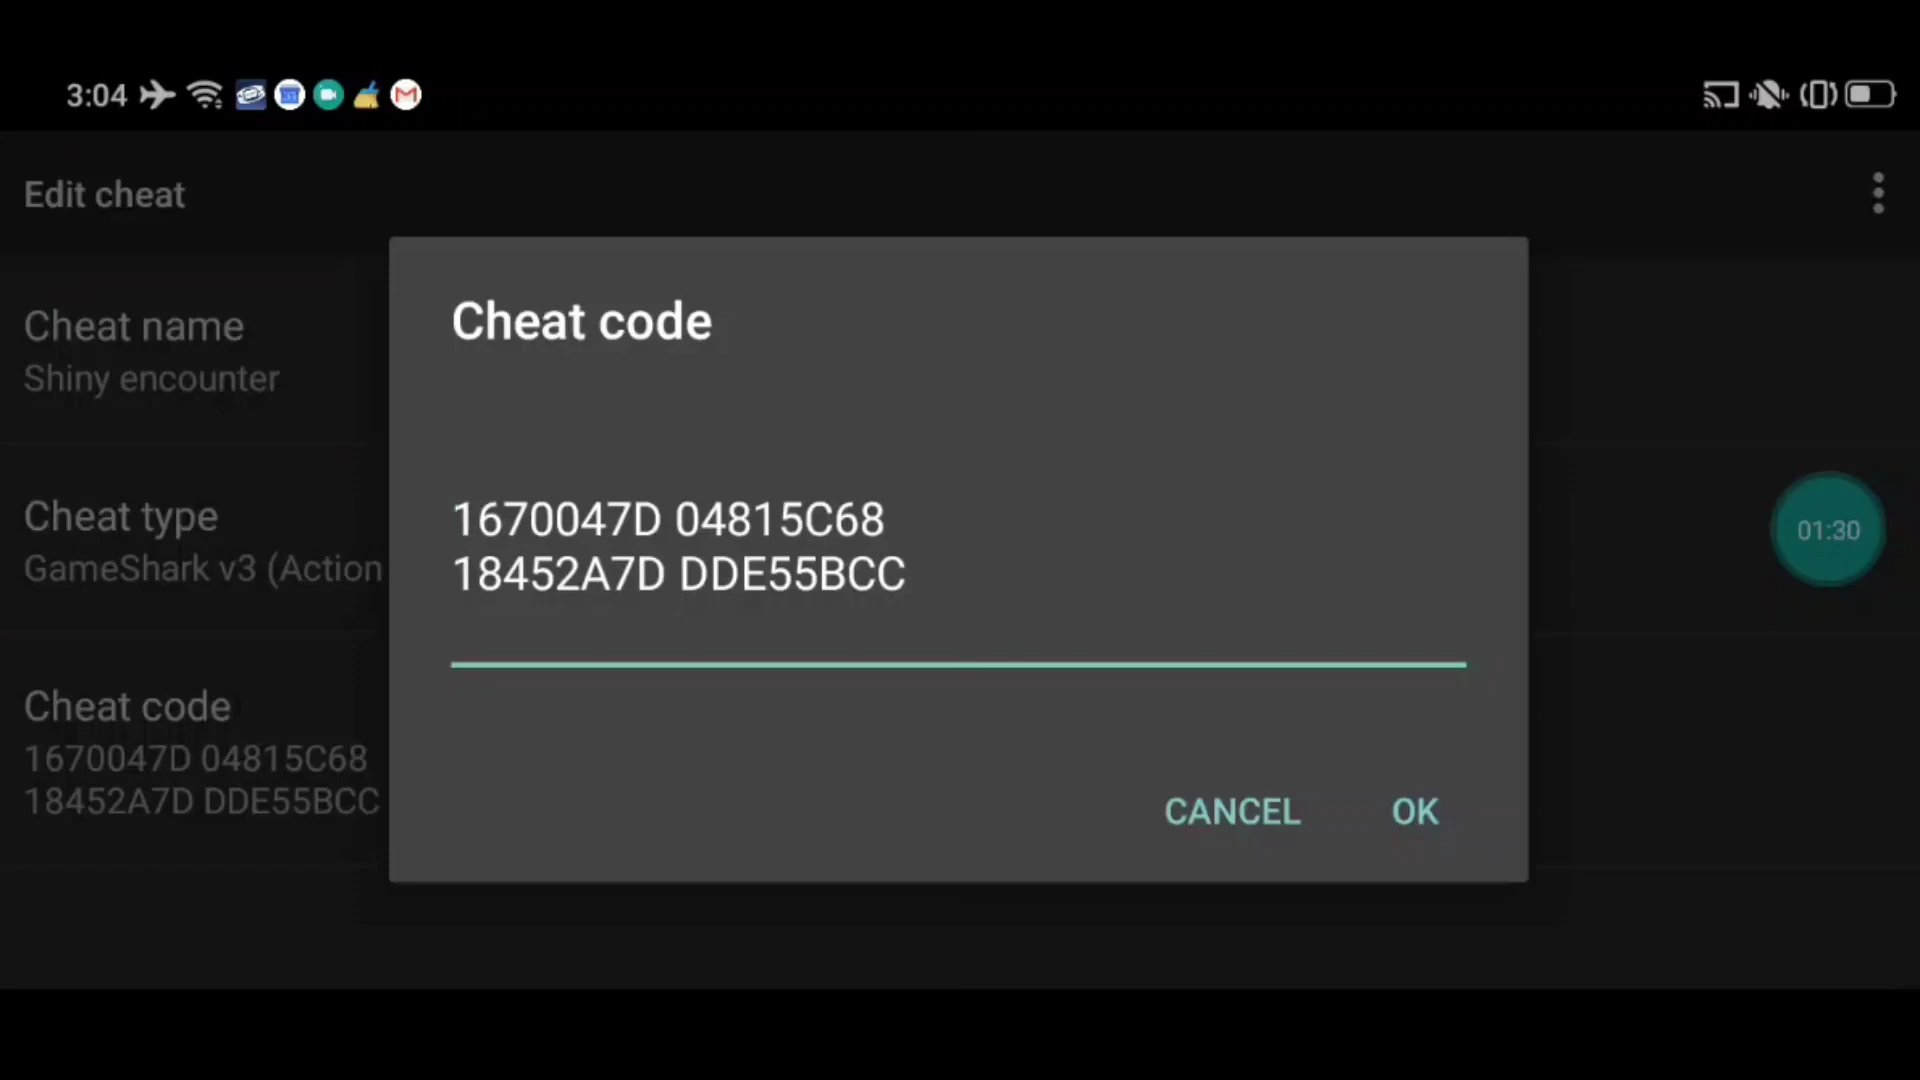 3:04
Edit cheat
Cheat name
Shiny encounter
Cheat type
GameShark v3 (Action
Cheat code
1670047D 04815C68
18452A7D DDE55BCC
Cheat code
1670047D 04815C68
18452A7D DDE55BCC
CANCEL OK
01:30